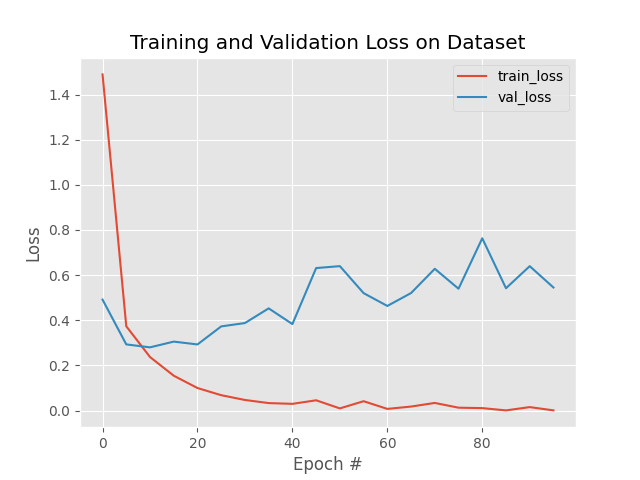 Training and Validation Loss on Dataset
train_loss
val_loss
1.4
1.2
1.0
0.8
0.6
0.4
0.2
0.0
Loss
0 20 40 60 80
Epoch #